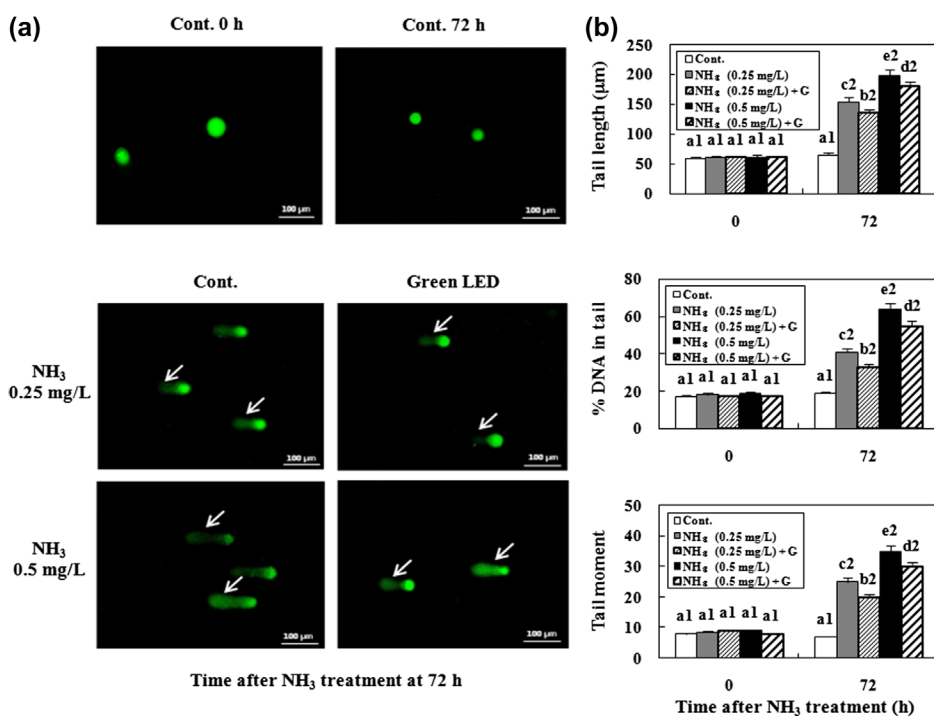 (a)
Cont. 0 h
Cont. 72 h
100 µm
100 µm
Cont.
Green LED
NH3
0.25 mg/L
100 µm
100 µm
NH3
0.5 mg/L
100 µm
100 µm
Time after NH3 treatment at 72 h
(b)
Tail length (µm)
250
200
150
100
50
0
Cont.
NH3 (0.25 mg/L)
NH3 (0.25 mg/L) + G
NH3 (0.5 mg/L)
NH3 (0.5 mg/L) + G
a1 a1 a1 a1 a1
a1 c2 b2 e2 d2
0 72
% DNA in tail
80
60
40
20
0
Cont.
NH3 (0.25 mg/L)
NH3 (0.25 mg/L) + G
NH3 (0.5 mg/L)
NH3 (0.5 mg/L) + G
a1 a1 a1 a1 a1
a1 c2 b2 e2 d2
0 72
Tail moment
50
40
30
20
10
0
Cont.
NH3 (0.25 mg/L)
NH3 (0.25 mg/L) + G
NH3 (0.5 mg/L)
NH3 (0.5 mg/L) + G
a1 a1 a1 a1 a1
a1 c2 b2 e2 d2
0 72
Time after NH3 treatment (h)